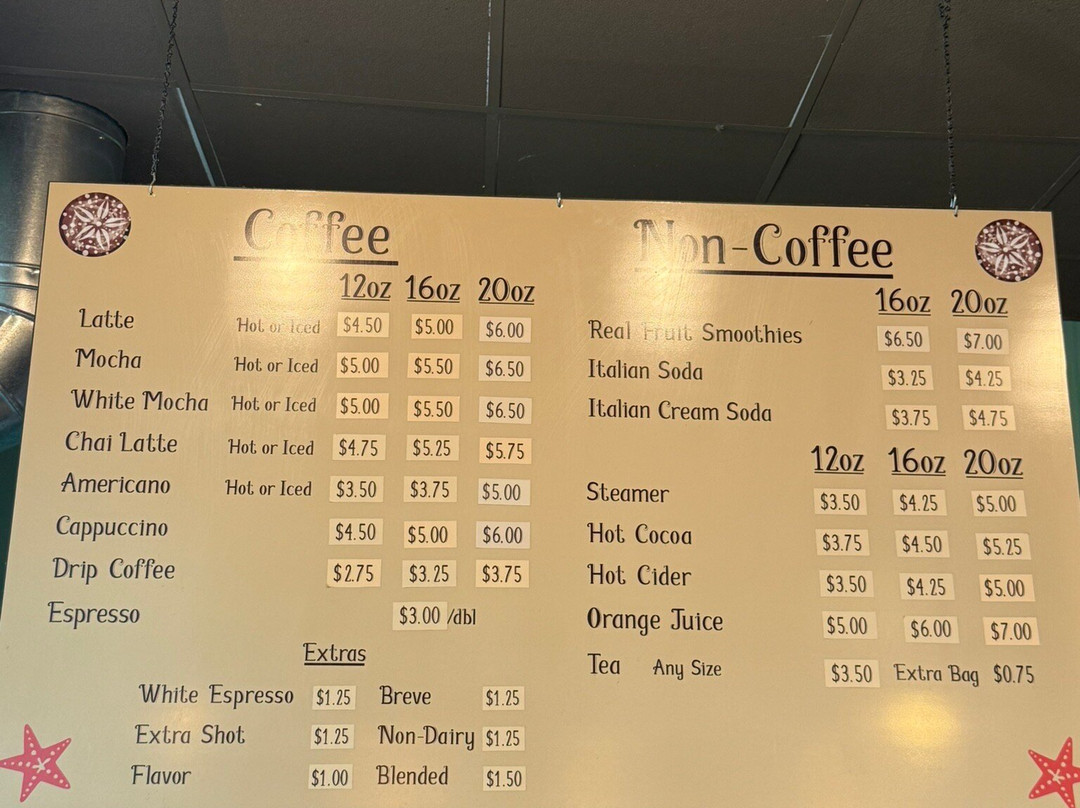 Coffee
12oz 16oz 20oz
Latte Hot or Iced $4.50 $5.00 $6.00
Mocha Hot or Iced $5.00 $5.50 $6.50
White Mocha Hot or Iced $5.00 $5.50 $6.50
Chai Latte Hot or Iced $4.75 $5.25 $5.75
Americano Hot or Iced $3.50 $3.75 $5.00
Cappuccino $4.50 $5.00 $6.00
Drip Coffee $2.75 $3.25 $3.75
Espresso $3.00 /dbl
Extras
White Espresso $1.25 Breve $1.25
Extra Shot $1.25 Non-Dairy $1.25
Flavor $1.00 Blended $1.50
Non-Coffee
16oz 20oz
Real Fruit Smoothies $6.50 $7.00
Italian Soda $3.25 $4.25
Italian Cream Soda $3.75 $4.75
12oz 16oz 20oz
Steamer $3.50 $4.25 $5.00
Hot Cocoa $3.75 $4.50 $5.25
Hot Cider $3.50 $4.25 $5.00
Orange Juice $5.00 $6.00 $7.00
Tea Any Size $3.50 Extra Bag $0.75